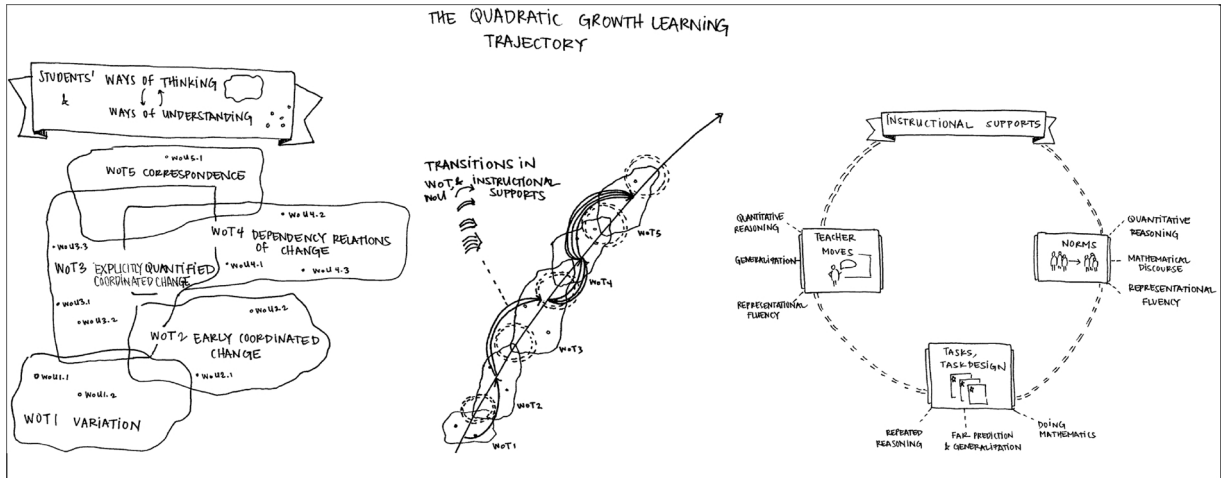 THE QUADRATIC GROWTH LEARNING
TRAJECTORY
STUDENTS' WAYS OF THINKING
&
WAYS OF UNDERSTANDING
• WOU5.1
WOT5 CORRESPONDENCE
• WOU4.2
WOT4 DEPENDENCY RELATIONS
OF CHANGE
• WOU4.1
• WOU4.3
• WOU3.3
WOT3 EXPLICITY QUANTIFIED
COORDINATED CHANGE
• WOU3.1
• WOU3.2
• WOU2.2
WOT2 EARLY COORDINATED
CHANGE
• WOU2.1
• WOU1.1
• WOU1.2
WOT1 VARIATION
TRANSITIONS IN
WOT, & INSTRUCTIONAL
WOU SUPPORTS
WOT5
WOT4
WOT3
WOT2
WOT1
INSTRUCTIONAL SUPPORTS
QUANTITATIVE
REASONING
GENERALIZATION
REPRESENTATIONAL
FLUENCY
TEACHER
MOVES
NORMS
QUANTITATIVE
REASONING
MATHEMATICAL
DISCOURSE
REPRESENTATIONAL
FLUENCY
TASKS,
TASK DESIGN
REPEATED
REASONING
FAR PREDICTION
& GENERALIZATION
DOING
MATHEMATICS